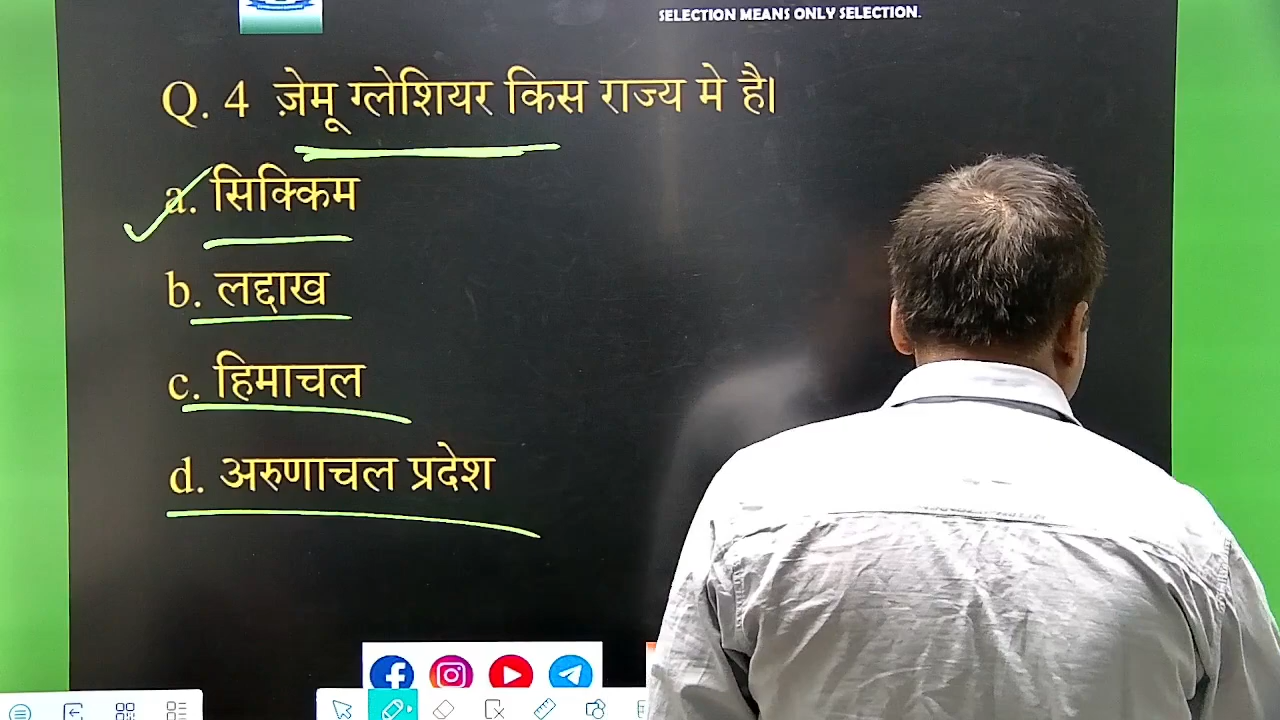 SELECTION MEANS ONLY SELECTION.
Q. 4 ज़ेमू ग्लेशियर किस राज्य मे है।
a. सिक्किम
b. लद्दाख
c. हिमाचल
d. अरुणाचल प्रदेश